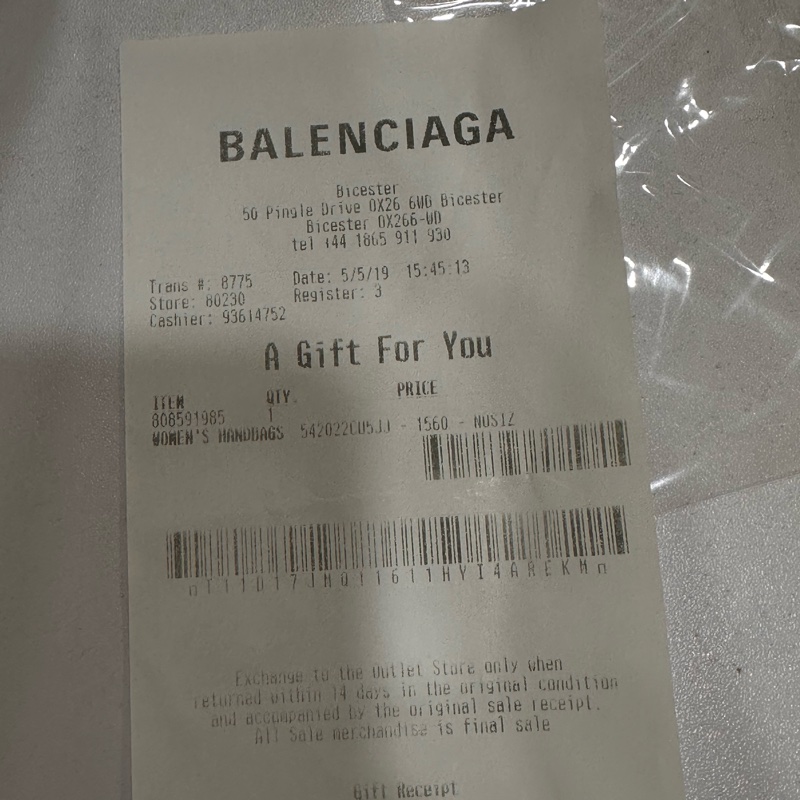 BALENCIAGA
Bicester
50 Pingle Drive OX26 6WD Bicester
Bicester OX266-WD
tel +44 1865 911 930
Trans #: 8775 Date: 5/5/19 15:45:13
Store: 80230 Register: 3
Cashier: 93614752
A Gift For You
ITEM QTY. PRICE
808591985 1
WOMEN'S HANDBAGS 542022CU5JJ - 1560 - NOSIZ
Exchange to the Outlet Store only when
returned within 14 days in the original condition
and accompanied by the original sale receipt.
All Sale merchandise is final sale
Gift Receipt